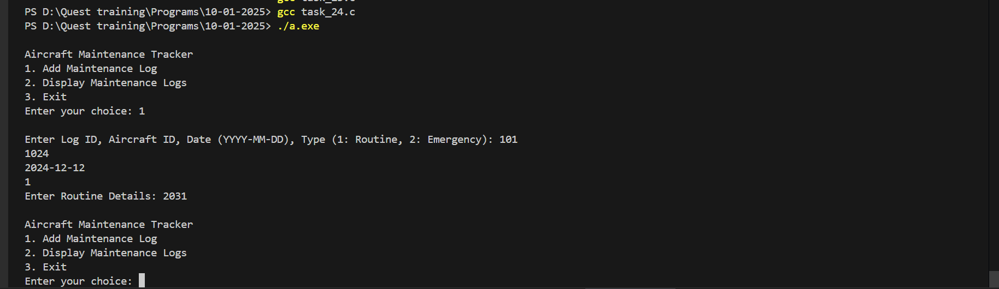 gcc task_23.c
PS D:\Quest training\Programs\10-01-2025> gcc task_24.c
PS D:\Quest training\Programs\10-01-2025> ./a.exe
Aircraft Maintenance Tracker
1. Add Maintenance Log
2. Display Maintenance Logs
3. Exit
Enter your choice: 1
Enter Log ID, Aircraft ID, Date (YYYY-MM-DD), Type (1: Routine, 2: Emergency): 101
1024
2024-12-12
1
Enter Routine Details: 2031
Aircraft Maintenance Tracker
1. Add Maintenance Log
2. Display Maintenance Logs
3. Exit
Enter your choice: